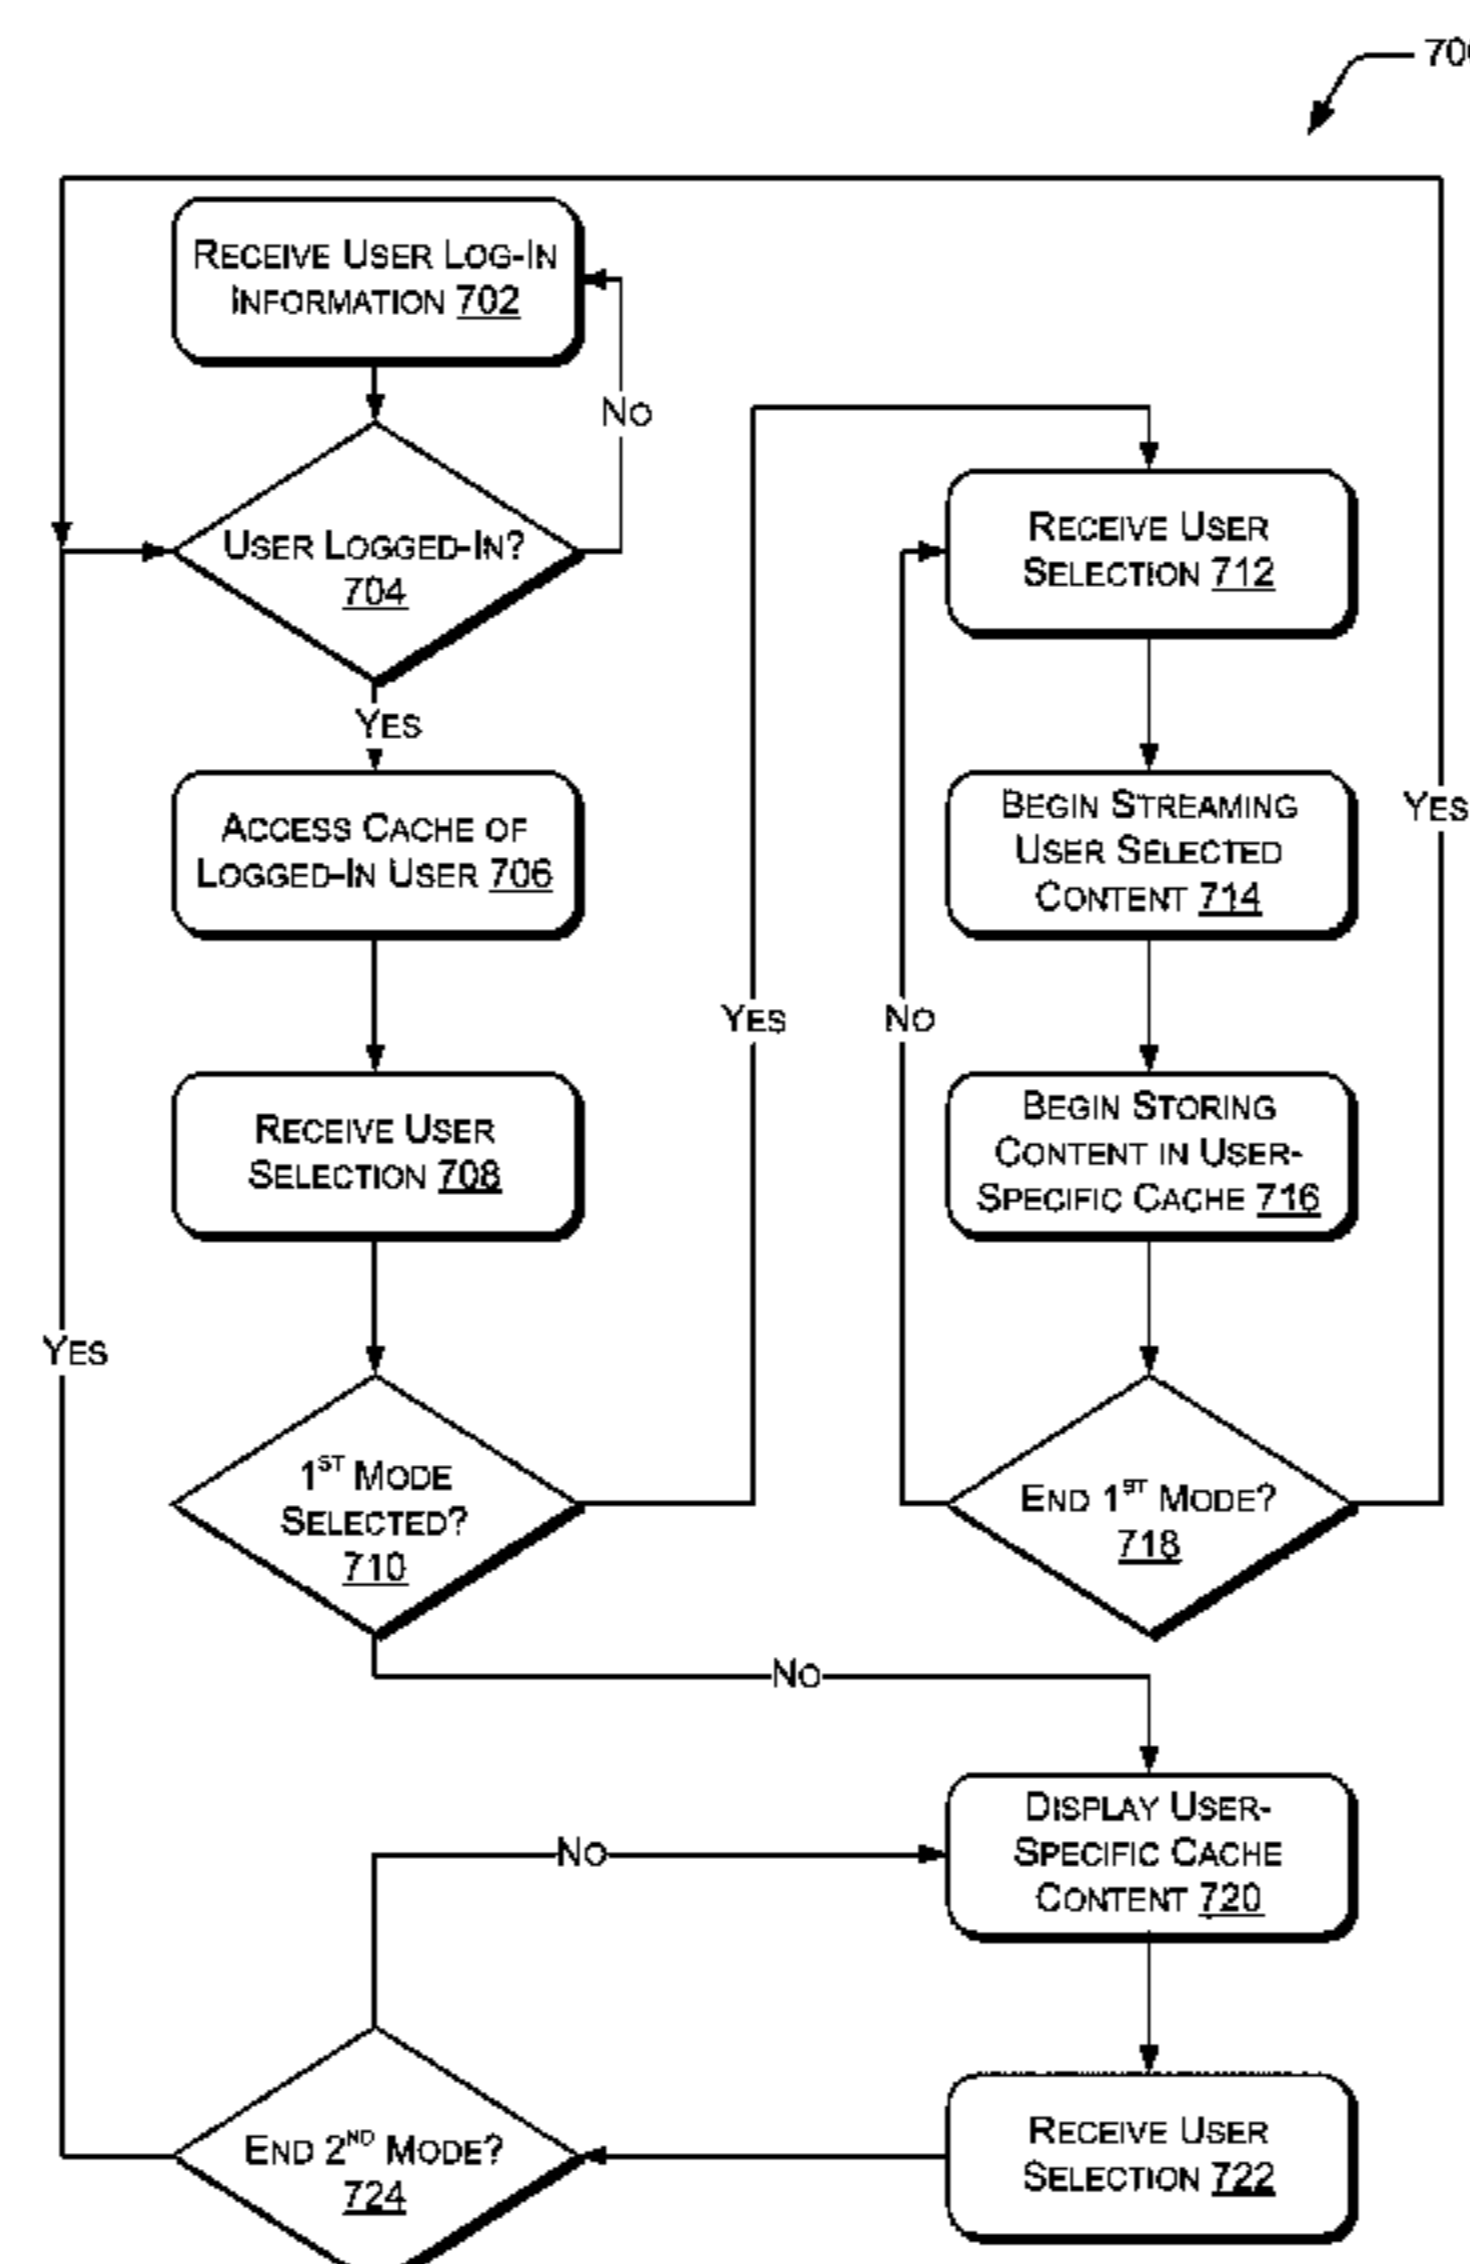 70
RECEIVE USER LOG-IN
INFORMATION 702
NO
USER LOGGED-IN?
704
YES
ACCESS CACHE OF
LOGGED-IN USER 706
RECEIVE USER
SELECTION 708
YES
1ST MODE
SELECTED?
710
YES
NO
RECEIVE USER
SELECTION 712
BEGIN STREAMING
USER SELECTED
CONTENT 714
BEGIN STORING
CONTENT IN USER-
SPECIFIC CACHE 716
END 1ST MODE?
718
YES
NO
DISPLAY USER-
SPECIFIC CACHE
CONTENT 720
NO
RECEIVE USER
SELECTION 722
END 2ND MODE?
724